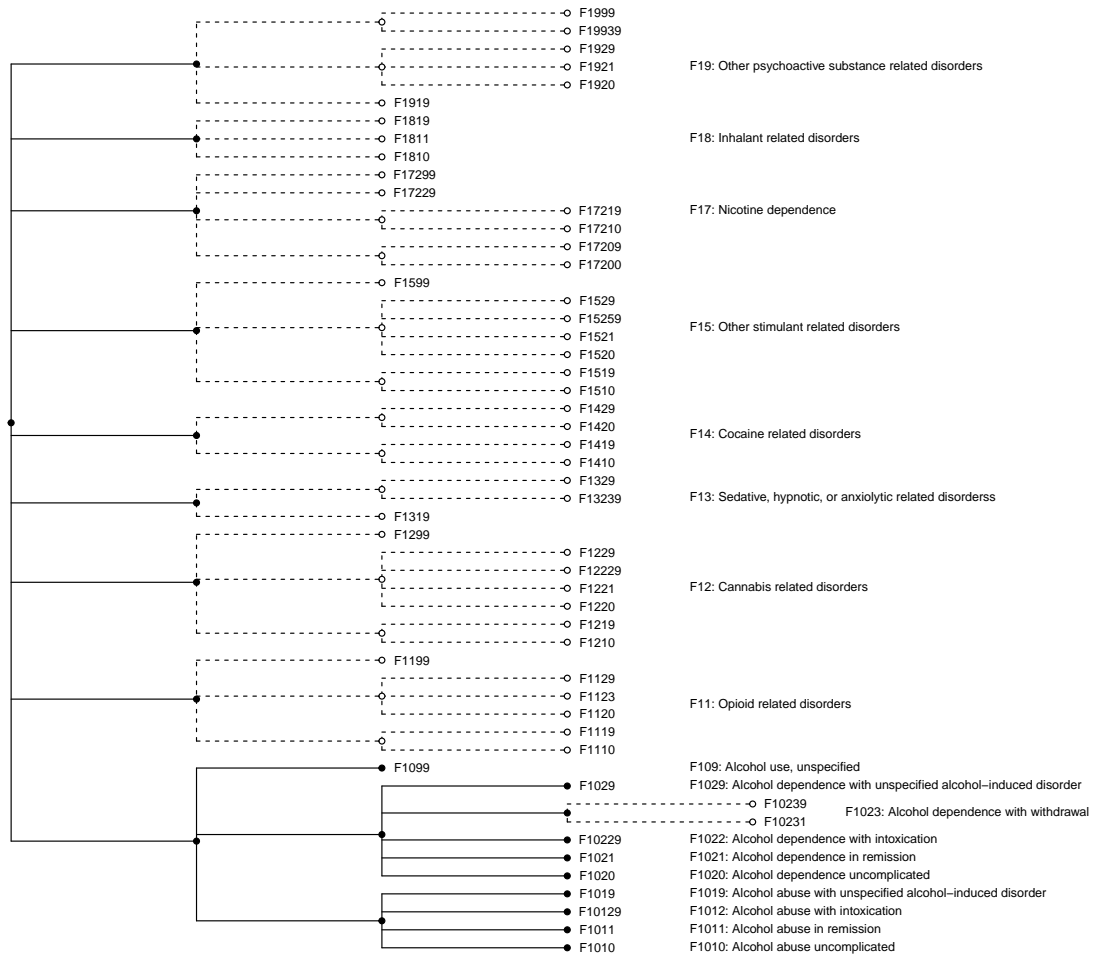 F1999
F19939
F1929
F1921 F19: Other psychoactive substance related disorders
F1920
F1919
F1819
F1811 F18: Inhalant related disorders
F1810
F17299
F17229
F17219 F17: Nicotine dependence
F17210
F17209
F17200
F1599
F1529
F15259 F15: Other stimulant related disorders
F1521
F1520
F1519
F1510
F1429
F1420 F14: Cocaine related disorders
F1419
F1410
F1329
F13239 F13: Sedative, hypnotic, or anxiolytic related disorderss
F1319
F1299
F1229
F12229
F1221 F12: Cannabis related disorders
F1220
F1219
F1210
F1199
F1129
F1123 F11: Opioid related disorders
F1120
F1119
F1110
F1099 F109: Alcohol use, unspecified
F1029 F1029: Alcohol dependence with unspecified alcohol−induced disorder
F10239 F1023: Alcohol dependence with withdrawal
F10231
F10229 F1022: Alcohol dependence with intoxication
F1021 F1021: Alcohol dependence in remission
F1020 F1020: Alcohol dependence uncomplicated
F1019 F1019: Alcohol abuse with unspecified alcohol−induced disorder
F10129 F1012: Alcohol abuse with intoxication
F1011 F1011: Alcohol abuse in remission
F1010 F1010: Alcohol abuse uncomplicated